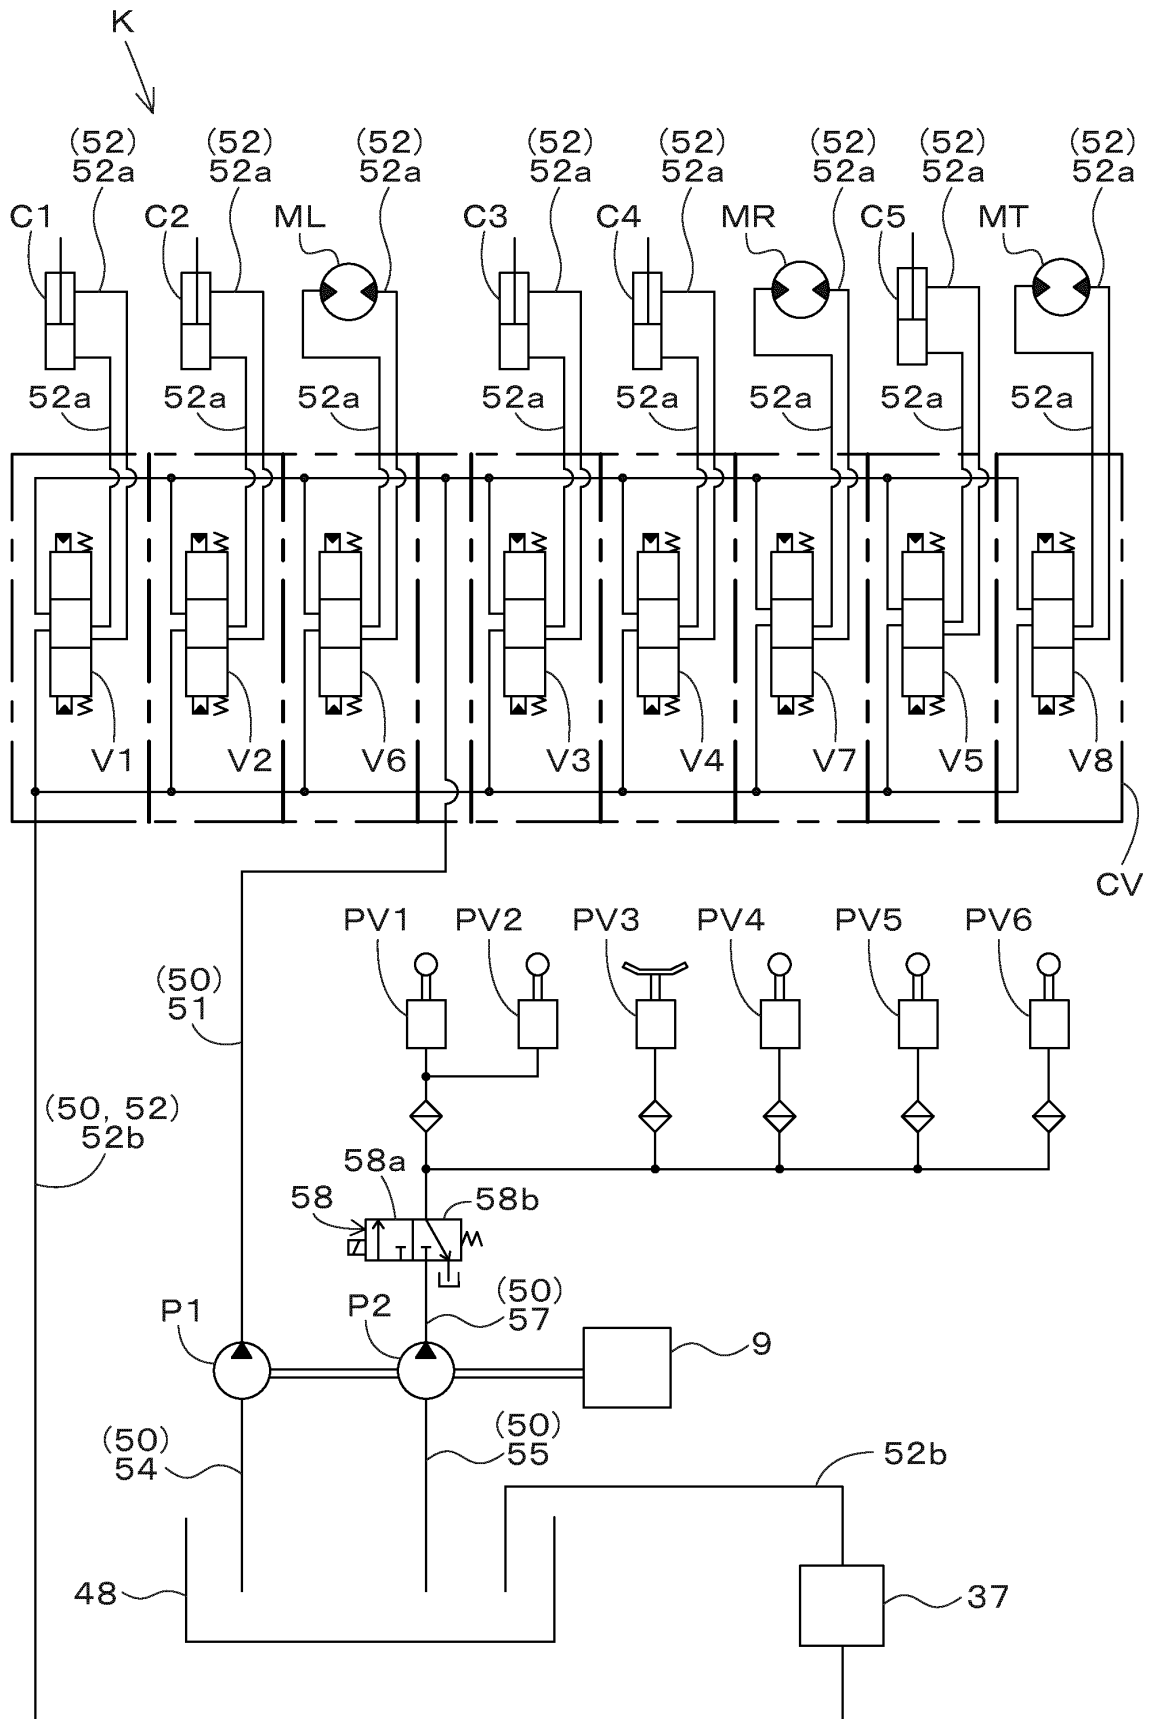 K
(52) (52) (52) (52) (52) (52) (52) (52)
52a 52a 52a 52a 52a 52a 52a 52a
C1 C2 ML C3 C4 MR C5 MT
52a 52a 52a 52a 52a 52a 52a 52a
V1 V2 V6 V3 V4 V7 V5 V8
CV
PV1 PV2 PV3 PV4 PV5 PV6
(50)
51
(50, 52)
52b
58a
58 58b
P1 P2
(50)
57
9
(50)
54
(50)
55
52b
48
37